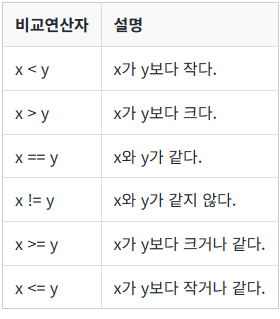 비교연산자 설명
x < y x가 y보다 작다.
x > y x가 y보다 크다.
x == y x와 y가 같다.
x != y x와 y가 같지 않다.
x >= y x가 y보다 크거나 같다.
x <= y x가 y보다 작거나 같다.